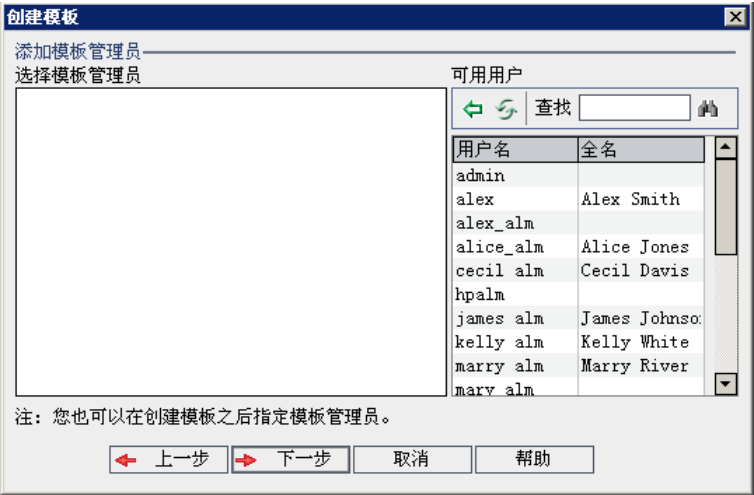 创建模板
添加模板管理员
选择模板管理员
可用用户
查找
用户名 全名
admin
alex Alex Smith
alex_alm
alice_alm Alice Jones
cecil alm Cecil Davis
hpalm
james alm James Johnso
kelly alm Kelly White
marry alm Marry River
mary alm
注：您也可以在创建模板之后指定模板管理员。
上一步 下一步 取消 帮助